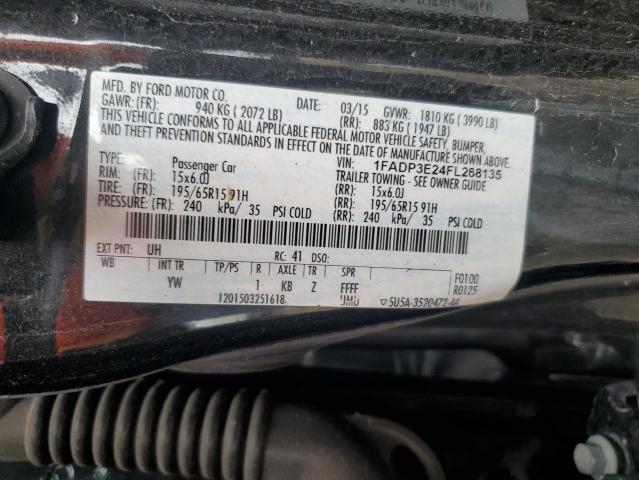 MFD. BY FORD MOTOR CO.
DATE: 03/15 GVWR: 1810 KG ( 3990 LB)
GAWR: (FR): 940 KG ( 2072 LB) (RR): 883 KG ( 1947 LB)
THIS VEHICLE CONFORMS TO ALL APPLICABLE FEDERAL MOTOR VEHICLE SAFETY, BUMPER,
AND THEFT PREVENTION STANDARDS IN EFFECT ON THE DATE OF MANUFACTURE SHOWN ABOVE.
VIN: 1FADP3E24FL268135
TYPE: Passenger Car TRAILER TOWING - SEE OWNER GUIDE
RIM: (FR): 15x6.0J (RR): 15x6.0J
TIRE: (FR): 195/65R15 91H (RR): 195/65R15 91H
PRESSURE: (FR): 240 kPa/ 35 PSI COLD (RR): 240 kPa/ 35 PSI COLD
EXT PNT: UH RC: 41 DSO:
WB INT TR TP/PS R AXLE TR SPR F0100
YW 1 KB Z FFFF R0125
1201503251618 UMU 5U5A-3520472-AA